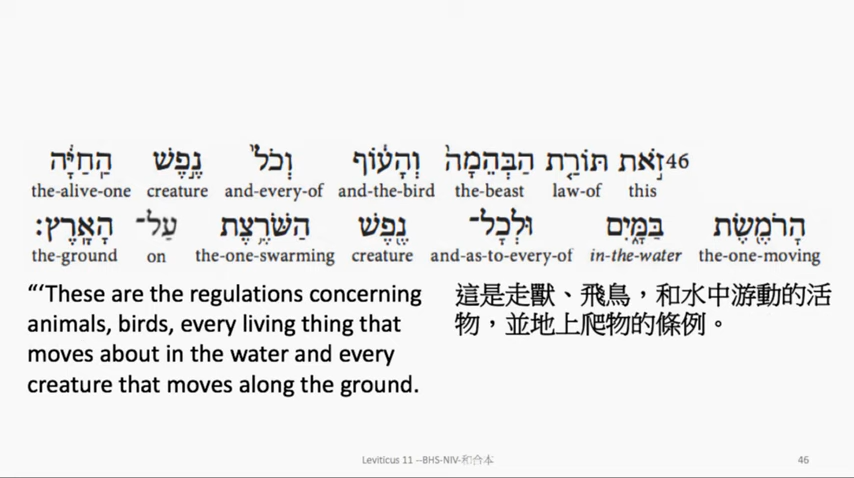 46 זֹ֣את תּוֹרַ֤ת הַבְּהֵמָה֙ וְהָע֔וֹף וְכֹל֙ נֶ֣פֶשׁ הַֽחַיָּ֔ה
the-alive-one creature and-every-of and-the-bird the-beast law-of this
הָרֹמֶ֖שֶׂת בַּמָּ֑יִם וּלְכָל־ נֶ֖פֶשׁ הַשֹּׁרֶ֥צֶת עַל־ הָאָֽרֶץ׃
the-ground on the-one-swarming creature and-as-to-every-of in-the-water the-one-moving
“‘These are the regulations concerning
animals, birds, every living thing that
moves about in the water and every
creature that moves along the ground.
這是走獸、飛鳥，和水中游動的活
物，並地上爬物的條例。
Leviticus 11 --BHS-NIV-和合本
46